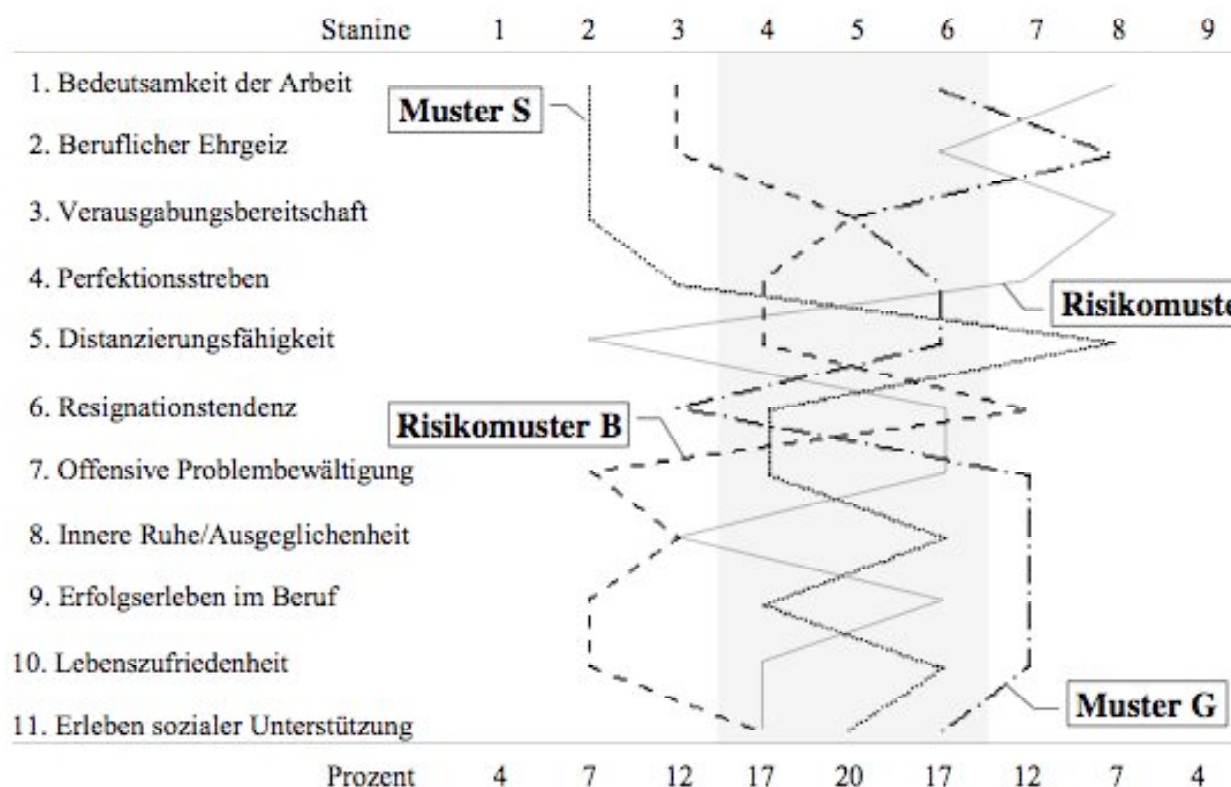 Stanine 1 2 3 4 5 6 7 8 9
1. Bedeutsamkeit der Arbeit
Muster S
2. Beruflicher Ehrgeiz
3. Verausgabungsbereitschaft
4. Perfektionsstreben
Risikomuste
5. Distanzierungsfähigkeit
6. Resignationstendenz
Risikomuster B
7. Offensive Problembewältigung
8. Innere Ruhe/Ausgeglichenheit
9. Erfolgserleben im Beruf
10. Lebenszufriedenheit
Muster G
11. Erleben sozialer Unterstützung
Prozent 4 7 12 17 20 17 12 7 4